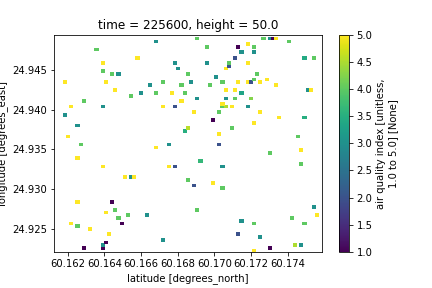 time = 225600, height = 50.0
24.945
24.940
24.935
24.930
24.925
60.162 60.164 60.166 60.168 60.170 60.172 60.174
latitude [degrees_north]
longitude [degrees_east]
5.0
4.5
4.0
3.5
3.0
2.5
2.0
1.5
1.0
air quality index [unitless,
1.0 to 5.0] [None]